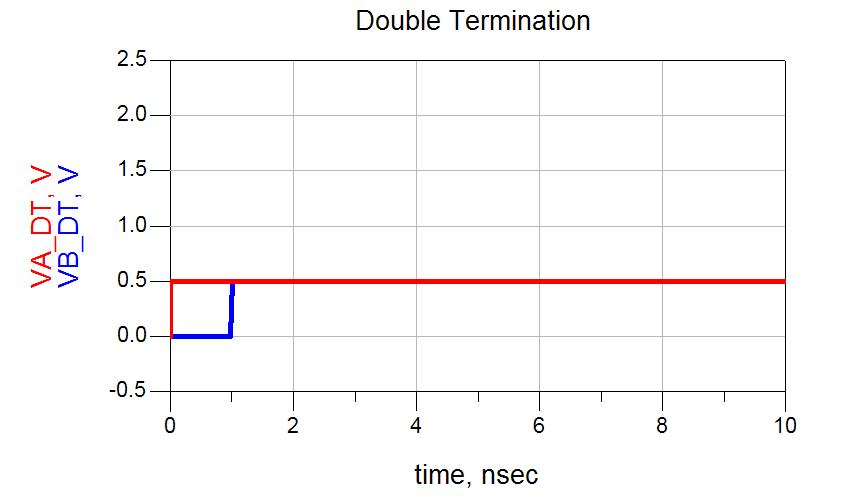 Double Termination
VA_DT, V
VB_DT, V
2.5
2.0
1.5
1.0
0.5
0.0
-0.5
0 2 4 6 8 10
time, nsec